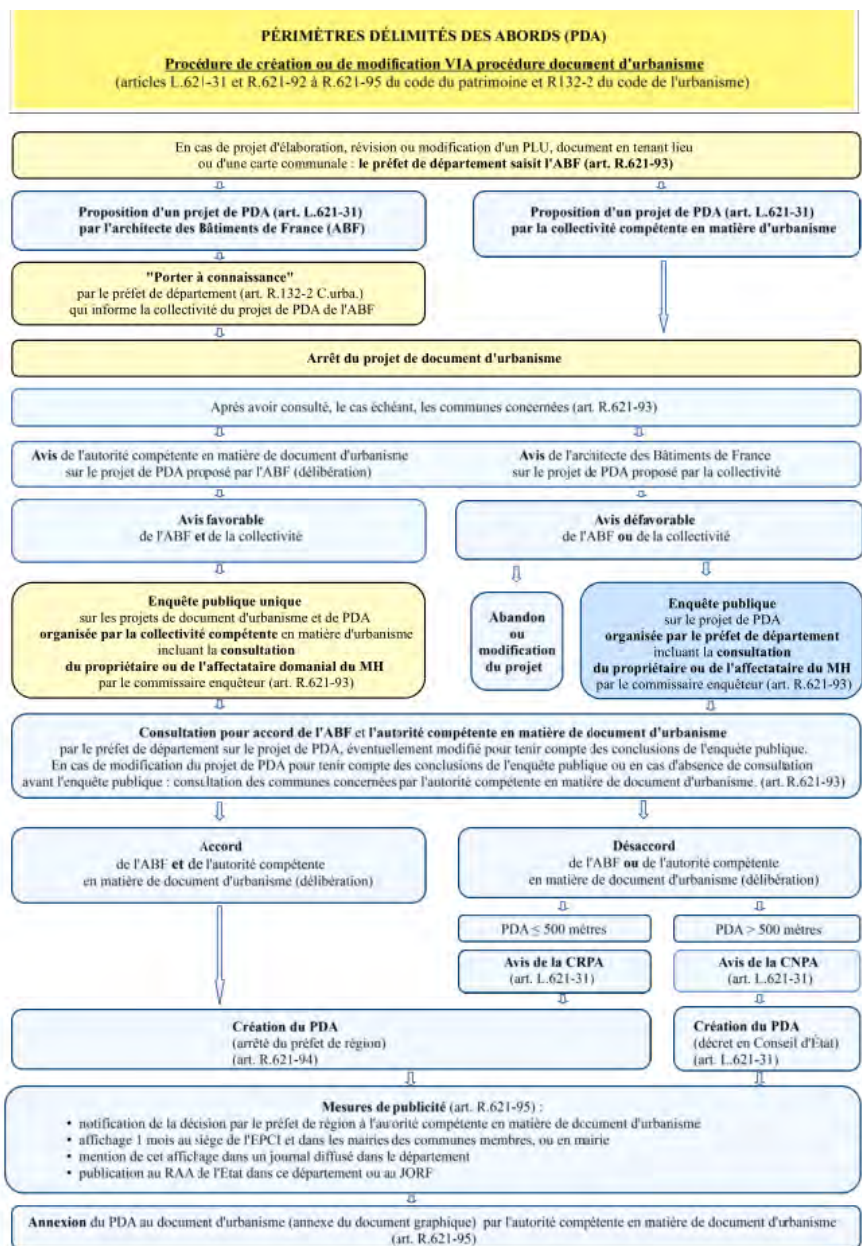 PÉRIMÈTRES DÉLIMITÉS DES ABORDS (PDA)
Procédure de création ou de modification VIA procédure document d'urbanisme
(articles L.621-31 et R.621-92 à R.621-95 du code du patrimoine et R132-2 du code de l'urbanisme)
En cas de projet d'élaboration, révision ou modification d'un PLU, document en tenant lieu
ou d'une carte communale : le préfet de département saisit l'ABF (art. R.621-93)
Proposition d'un projet de PDA (art. L.621-31)
par l'architecte des Bâtiments de France (ABF)
Proposition d'un projet de PDA (art. L.621-31)
par la collectivité compétente en matière d'urbanisme
"Porter à connaissance"
par le préfet de département (art. R.132-2 C.urba.)
qui informe la collectivité du projet de PDA de l'ABF
Arrêt du projet de document d'urbanisme
Après avoir consulté, le cas échéant, les communes concernées (art. R.621-93)
Avis de l'autorité compétente en matière de document d'urbanisme
sur le projet de PDA proposé par l'ABF (délibération)
Avis de l'architecte des Bâtiments de France
sur le projet de PDA proposé par la collectivité
Avis favorable
de l'ABF et de la collectivité
Avis défavorable
de l'ABF ou de la collectivité
Enquête publique unique
sur les projets de document d'urbanisme et de PDA
organisée par la collectivité compétente en matière d'urbanisme
incluant la consultation
du propriétaire ou de l'affectataire domanial du MH
par le commissaire enquêteur (art. R.621-93)
Abandon
ou
modification
du projet
Enquête publique
sur le projet de PDA
organisée par le préfet de département
incluant la consultation
du propriétaire ou de l'affectataire du MH
par le commissaire enquêteur (art. R.621-93)
Consultation pour accord de l'ABF et l'autorité compétente en matière de document d'urbanisme
par le préfet de département sur le projet de PDA, éventuellement modifié pour tenir compte des conclusions de l'enquête publique.
En cas de modification du projet de PDA pour tenir compte des conclusions de l'enquête publique ou en cas d'absence de consultation
avant l'enquête publique : consultation des communes concernées par l'autorité compétente en matière de document d'urbanisme. (art. R.621-93)
Accord
de l'ABF et de l'autorité compétente
en matière de document d'urbanisme (délibération)
Désaccord
de l'ABF ou de l'autorité compétente
en matière de document d'urbanisme (délibération)
PDA ≤ 500 mètres
PDA > 500 mètres
Avis de la CRPA
(art. L.621-31)
Avis de la CNPA
(art. L.621-31)
Création du PDA
(arrêté du préfet de région)
(art. R.621-94)
Création du PDA
(décret en Conseil d'État)
(art. L.621-31)
Mesures de publicité (art. R.621-95) :
• notification de la décision par le préfet de région à l'autorité compétente en matière de document d'urbanisme
• affichage 1 mois au siège de l'EPCI et dans les mairies des communes membres, ou en mairie
• mention de cet affichage dans un journal diffusé dans le département
• publication au RAA de l'État dans ce département ou au JORF
Annexion du PDA au document d'urbanisme (annexe du document graphique) par l'autorité compétente en matière de document d'urbanisme
(art. R.621-95)